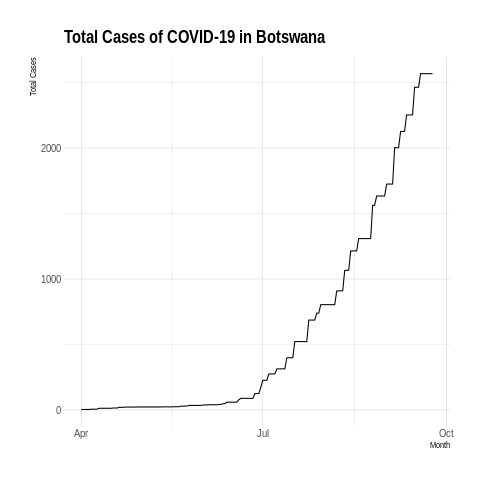 Total Cases of COVID-19 in Botswana
Total Cases
2000
1000
0
Apr
Jul
Oct
Month